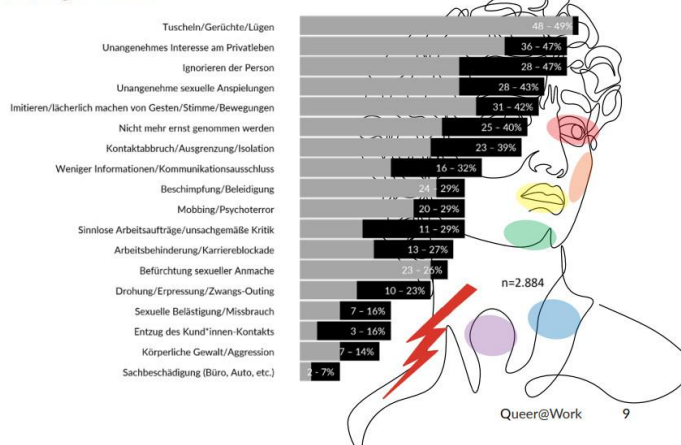 Tuscheln/Gerüchte/Lügen 48 – 49%
Unangenehmes Interesse am Privatleben 36 – 47%
Ignorieren der Person 28 – 47%
Unangenehme sexuelle Anspielungen 28 – 43%
Imitieren/lächerlich machen von Gesten/Stimme/Bewegungen 31 – 42%
Nicht mehr ernst genommen werden 25 – 40%
Kontaktabbruch/Ausgrenzung/Isolation 23 – 39%
Weniger Informationen/Kommunikationsausschluss 16 – 32%
Beschimpfung/Beleidigung 24 – 29%
Mobbing/Psychoterror 20 – 29%
Sinnlose Arbeitsaufträge/unsachgemäße Kritik 11 – 29%
Arbeitsbehinderung/Karriereblockade 13 – 27%
Befürchtung sexueller Anmache 23 – 26%
Drohung/Erpressung/Zwangs-Outing 10 – 23%
n=2.884
Sexuelle Belästigung/Missbrauch 7 – 16%
Entzug des Kund*innen-Kontakts 3 – 16%
Körperliche Gewalt/Aggression 7 – 14%
Sachbeschädigung (Büro, Auto, etc.) 2 - 7%
Queer@Work 9